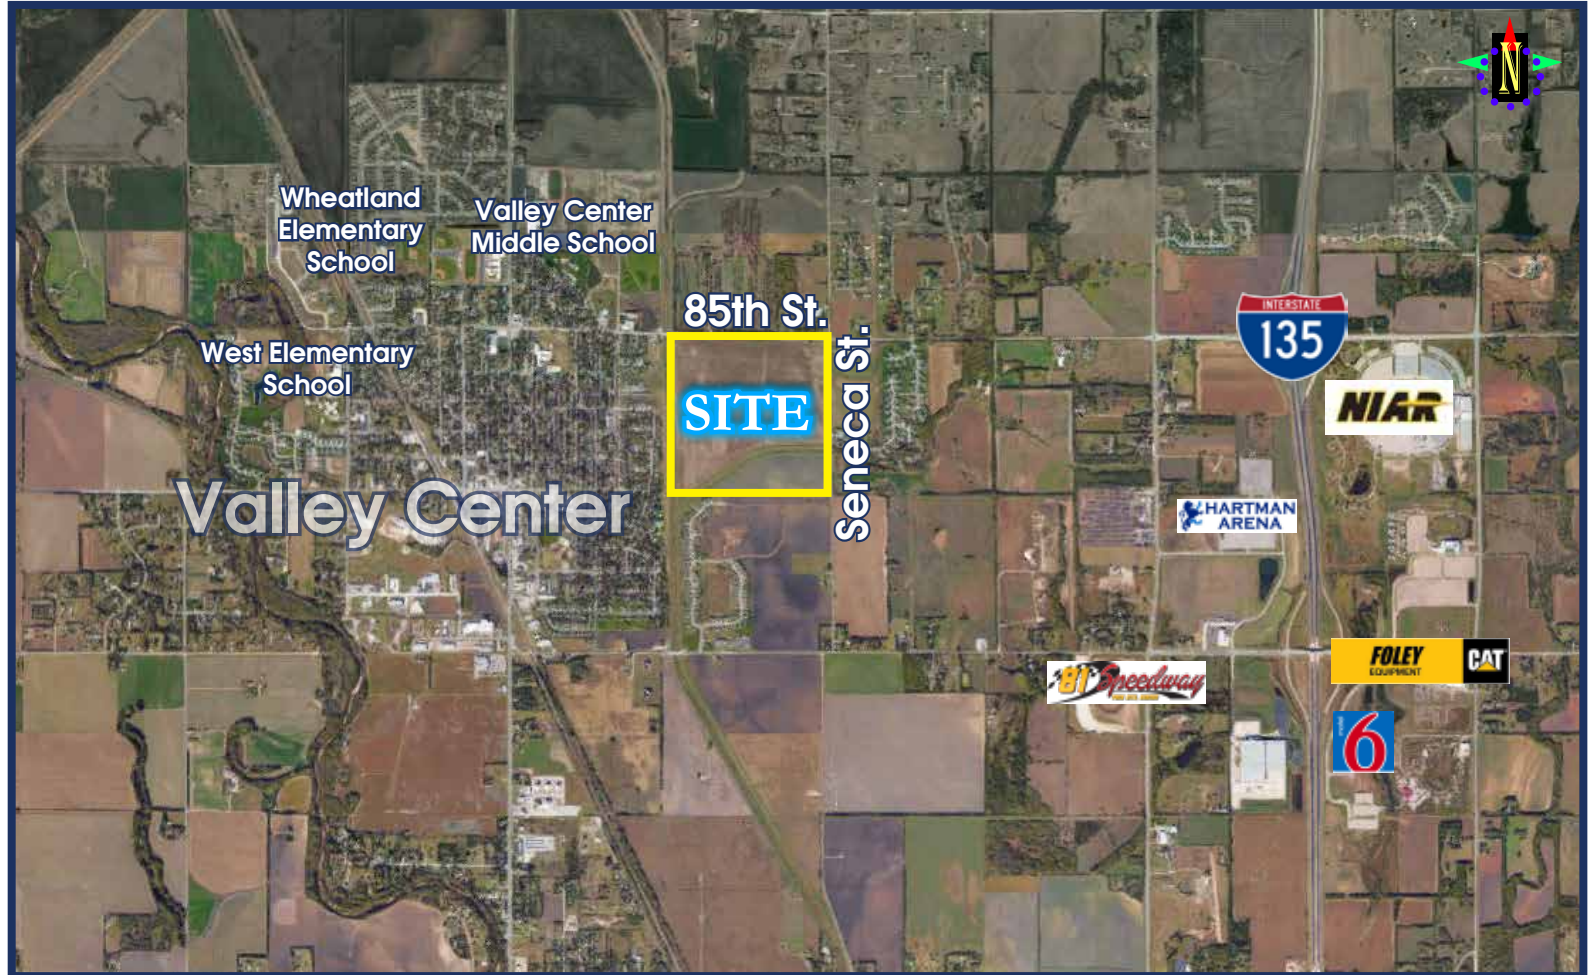 N
Wheatland
Elementary
School
Valley Center
Middle School
85th St.
INTERSTATE
135
West Elementary
School
SITE
Seneca St.
NIAR
Valley Center
HARTMAN
ARENA
FOLEY
EQUIPMENT
CAT
81 Speedway
motel
6